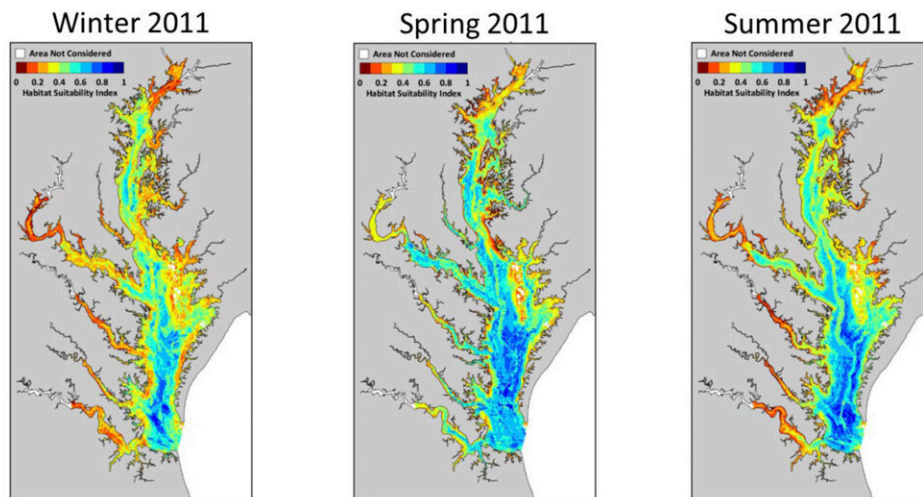 Winter 2011
Area Not Considered
0 0.2 0.4 0.6 0.8 1
Habitat Suitability Index
Spring 2011
Area Not Considered
0 0.2 0.4 0.6 0.8 1
Habitat Suitability Index
Summer 2011
Area Not Considered
0 0.2 0.4 0.6 0.8 1
Habitat Suitability Index